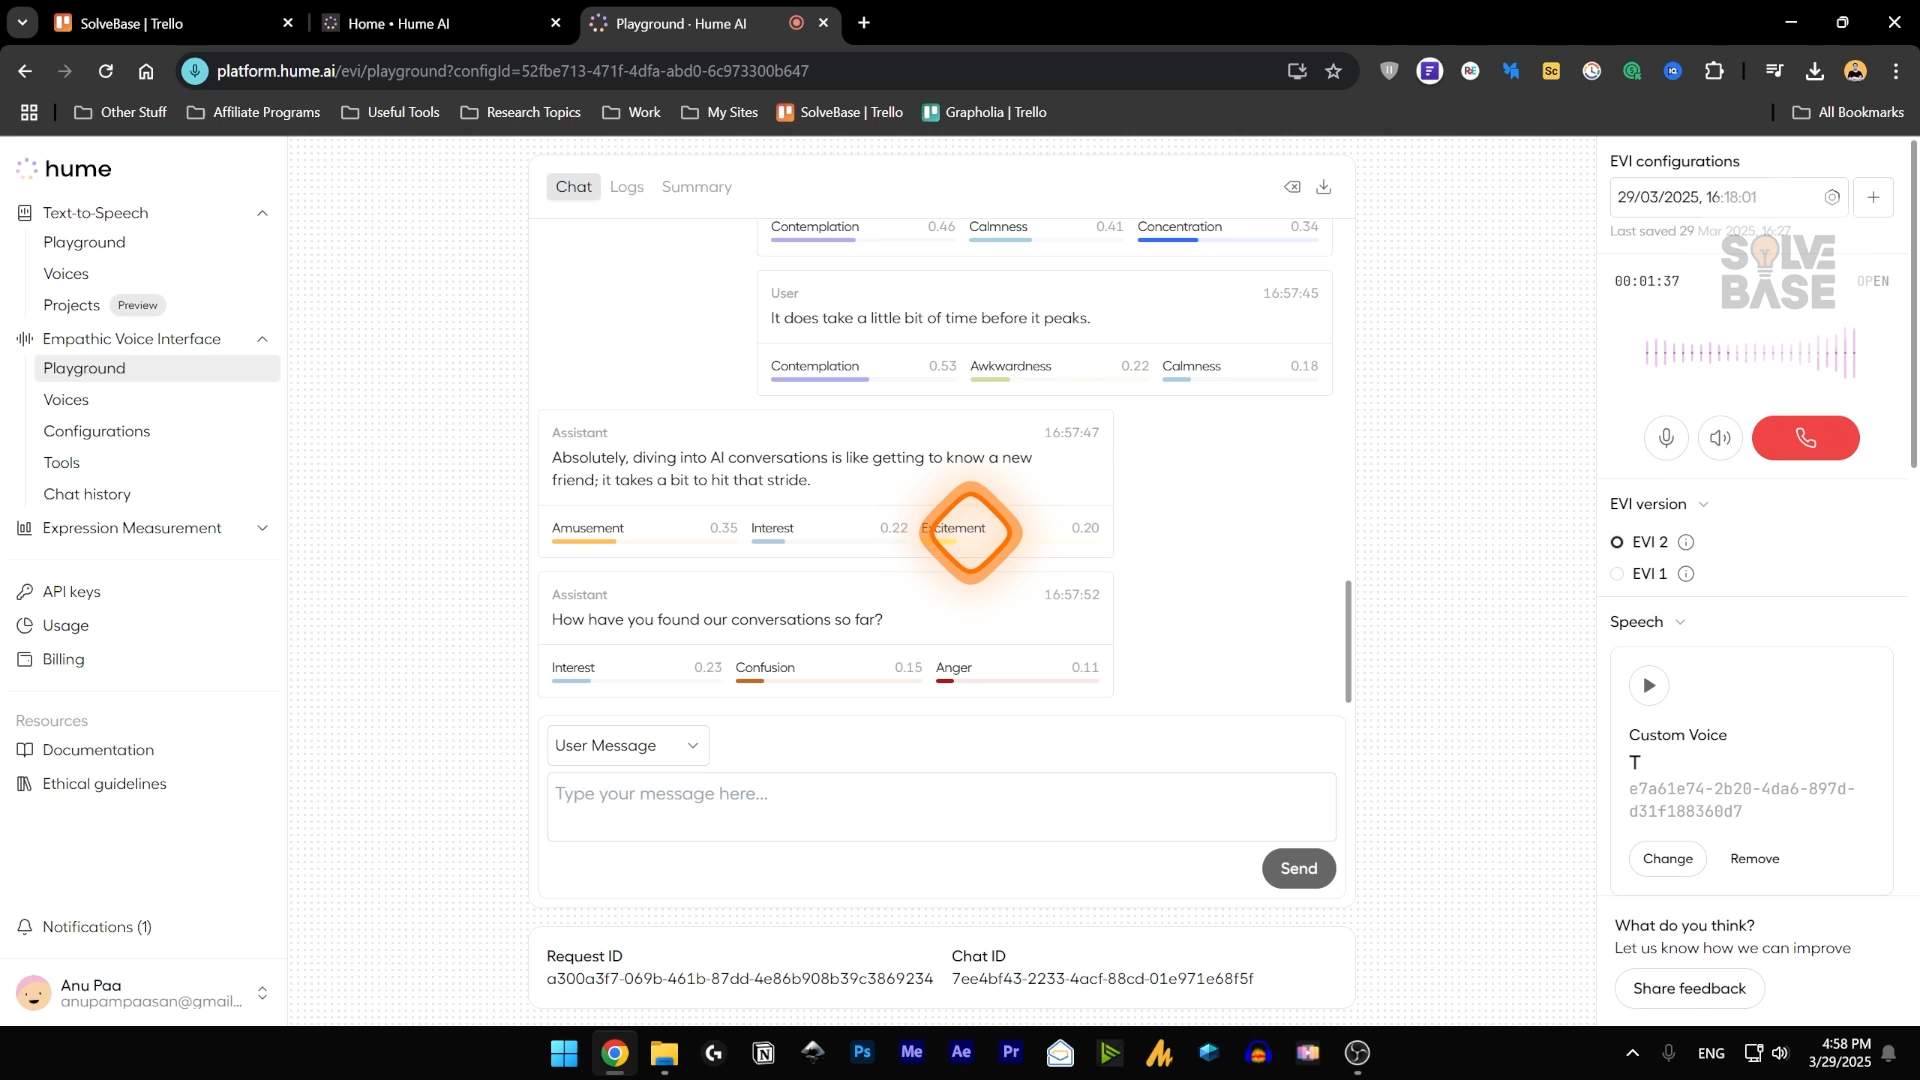 SolveBase | Trello
Home • Hume AI
Playground · Hume AI
platform.hume.ai/evi/playground?configId=52fbe713-471f-4dfa-abd0-6c973300b647
Other Stuff
Affiliate Programs
Useful Tools
Research Topics
Work
My Sites
SolveBase | Trello
Grapholia | Trello
All Bookmarks
hume
Text-to-Speech
Playground
Voices
Projects Preview
Empathic Voice Interface
Playground
Voices
Configurations
Tools
Chat history
Expression Measurement
API keys
Usage
Billing
Resources
Documentation
Ethical guidelines
Notifications (1)
Anu Paa
anupampaasan@gmail...
Chat Logs Summary
Contemplation 0.46 Calmness 0.41 Concentration 0.34
User 16:57:45
It does take a little bit of time before it peaks.
Contemplation 0.53 Awkwardness 0.22 Calmness 0.18
Assistant 16:57:47
Absolutely, diving into AI conversations is like getting to know a new
friend; it takes a bit to hit that stride.
Amusement 0.35 Interest 0.22 Excitement 0.20
Assistant 16:57:52
How have you found our conversations so far?
Interest 0.23 Confusion 0.15 Anger 0.11
User Message
Type your message here...
Send
Request ID
a300a3f7-069b-461b-87dd-4e86b908b39c3869234
Chat ID
7ee4bf43-2233-4acf-88cd-01e971e68f5f
EVI configurations
29/03/2025, 16:18:01
Last saved 29 Mar 2025, 16:27
SOLVE
BASE
00:01:37
OPEN
EVI version
EVI 2
EVI 1
Speech
Custom Voice
T
e7a61e74-2b20-4da6-897d-
d31f188360d7
Change Remove
What do you think?
Let us know how we can improve
Share feedback
Ps
Me
Ae
Pr
ENG
4:58 PM
3/29/2025